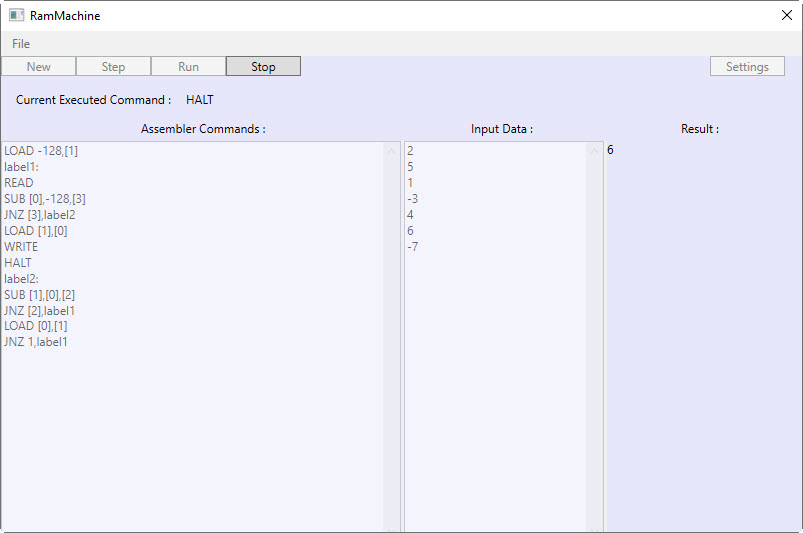 RamMachine
File
New Step Run Stop Settings
Current Executed Command : HALT
Assembler Commands : Input Data : Result :
LOAD -128,[1]
label1:
READ
SUB [0],-128,[3]
JNZ [3],label2
LOAD [1],[0]
WRITE
HALT
label2:
SUB [1],[0],[2]
JNZ [2],label1
LOAD [0],[1]
JNZ 1,label1
2
5
1
-3
4
6
-7
6